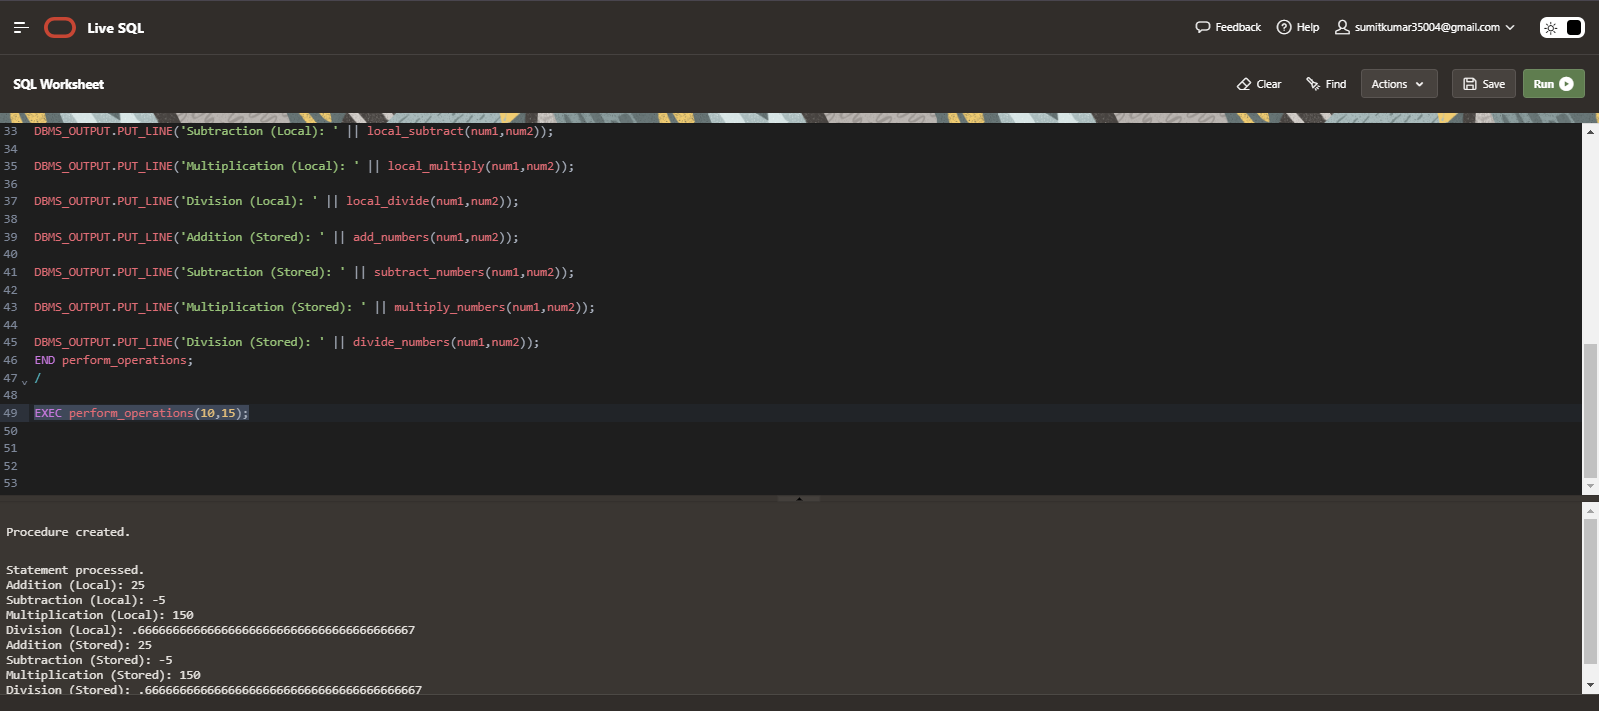 Live SQL
Feedback Help sumitkumar35004@gmail.com
SQL Worksheet
Clear Find Actions Save Run
33 DBMS_OUTPUT.PUT_LINE('Subtraction (Local): ' || local_subtract(num1,num2));
34
35 DBMS_OUTPUT.PUT_LINE('Multiplication (Local): ' || local_multiply(num1,num2));
36
37 DBMS_OUTPUT.PUT_LINE('Division (Local): ' || local_divide(num1,num2));
38
39 DBMS_OUTPUT.PUT_LINE('Addition (Stored): ' || add_numbers(num1,num2));
40
41 DBMS_OUTPUT.PUT_LINE('Subtraction (Stored): ' || subtract_numbers(num1,num2));
42
43 DBMS_OUTPUT.PUT_LINE('Multiplication (Stored): ' || multiply_numbers(num1,num2));
44
45 DBMS_OUTPUT.PUT_LINE('Division (Stored): ' || divide_numbers(num1,num2));
46 END perform_operations;
47 /
48
49 EXEC perform_operations(10,15);
50
51
52
53
Procedure created.
Statement processed.
Addition (Local): 25
Subtraction (Local): -5
Multiplication (Local): 150
Division (Local): .6666666666666666666666666666666666666667
Addition (Stored): 25
Subtraction (Stored): -5
Multiplication (Stored): 150
Division (Stored): .6666666666666666666666666666666666666667